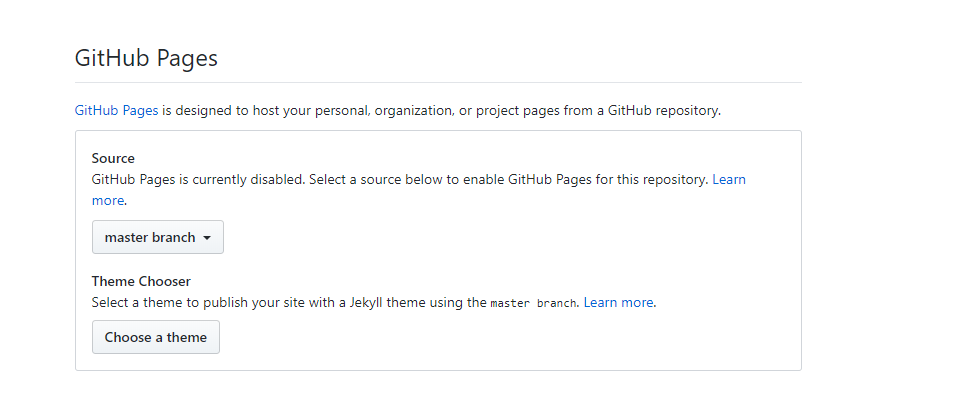 GitHub Pages
GitHub Pages is designed to host your personal, organization, or project pages from a GitHub repository.
Source
GitHub Pages is currently disabled. Select a source below to enable GitHub Pages for this repository. Learn
more.
master branch
Theme Chooser
Select a theme to publish your site with a Jekyll theme using the master branch. Learn more.
Choose a theme